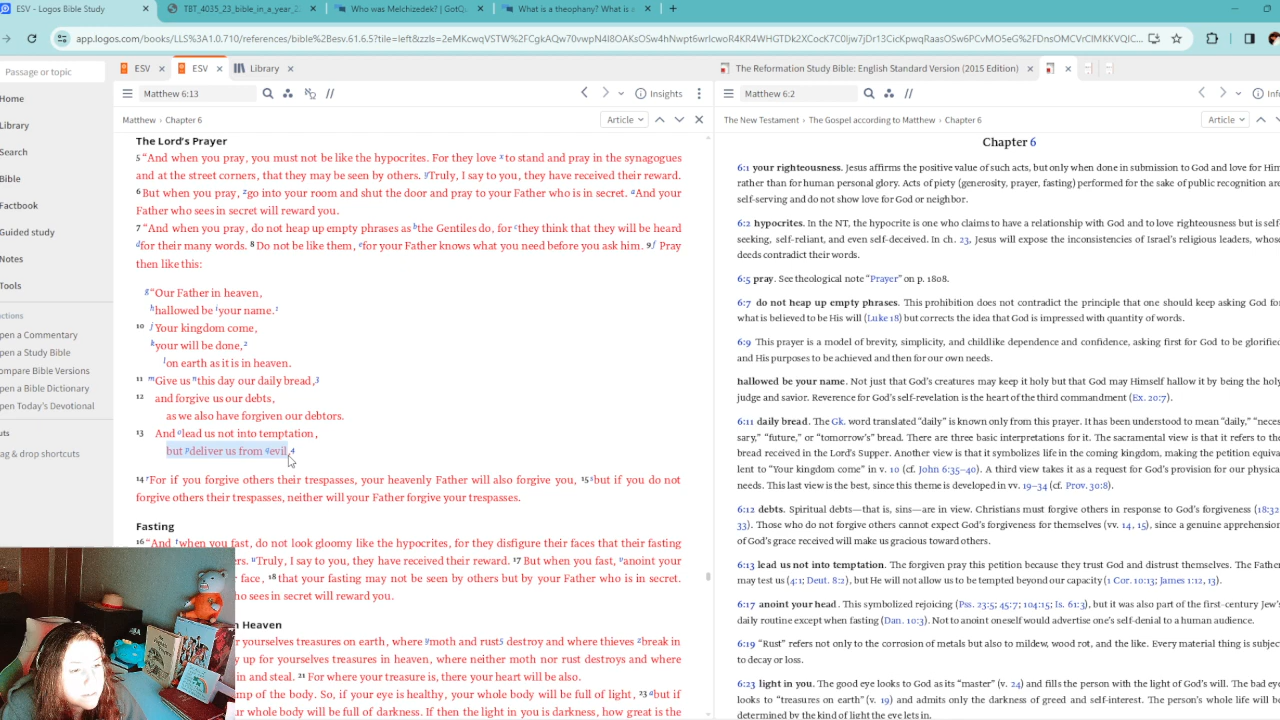 ESV - Logos Bible Study
TBT_4035_23_bible_in_a_year_2
Who was Melchizedek? | GotQ
What is a theophany? What is a
app.logos.com/books/LLS%3A1.0.710/references/bible%2Besv.61.6.5?tile=left&zzls=2eMKcwqVSTW%2FCgkAQw70vwpN4I8OAKsOSw4hNwpt6wrIcwoR4KR4WHGTDk2XCoK7C0Ijw7jDr13CicKpwqRaasOSw6PCvMO5eG%2FDnsOMCVrClMKKVQIC...
Passage or topic
ESV
ESV
Library
The Reformation Study Bible: English Standard Version (2015 Edition)
Matthew 6:13
Insights
Matthew 6:2
Matthew › Chapter 6
Article
The New Testament › The Gospel according to Matthew › Chapter 6
Article
Home
Library
Search
Bible
Factbook
Guided study
Notes
Tools
ctions
pen a Commentary
pen a Study Bible
ompare Bible Versions
pen a Bible Dictionary
pen Today's Devotional
uts
ag & drop shortcuts
The Lord's Prayer
5 “And when you pray, you must not be like the hypocrites. For they love x to stand and pray in the synagogues
and at the street corners, that they may be seen by others. y Truly, I say to you, they have received their reward.
6 But when you pray, z go into your room and shut the door and pray to your Father who is in secret. a And your
Father who sees in secret will reward you.
7 “And when you pray, do not heap up empty phrases as b the Gentiles do, for c they think that they will be heard
d for their many words. 8 Do not be like them, e for your Father knows what you need before you ask him. 9 f Pray
then like this:
g “Our Father in heaven,
h hallowed be i your name. 1
10 j Your kingdom come,
k your will be done, 2
l on earth as it is in heaven.
11 m Give us n this day our daily bread, 3
12 and forgive us our debts,
as we also have forgiven our debtors.
13 And o lead us not into temptation,
but p deliver us from q evil. 4
14 r For if you forgive others their trespasses, your heavenly Father will also forgive you, 15 s but if you do not
forgive others their trespasses, neither will your Father forgive your trespasses.
Fasting
16 “And t when you fast, do not look gloomy like the hypocrites, for they disfigure their faces that their fasting
ers. u Truly, I say to you, they have received their reward. 17 But when you fast, v anoint your
r face, 18 that your fasting may not be seen by others but by your Father who is in secret.
ho sees in secret will reward you.
n Heaven
r yourselves treasures on earth, where y moth and rust 5 destroy and where thieves z break in
y up for yourselves treasures in heaven, where neither moth nor rust destroys and where
n and steal. 21 For where your treasure is, there your heart will be also.
mp of the body. So, if your eye is healthy, your whole body will be full of light, 23 d but if
ur whole body will be full of darkness. If then the light in you is darkness, how great is the
Chapter 6
6:1 your righteousness. Jesus affirms the positive value of such acts, but only when done in submission to God and love for Him
rather than for human personal glory. Acts of piety (generosity, prayer, fasting) performed for the sake of public recognition are
self-serving and do not show love for God or neighbor.
6:2 hypocrites. In the NT, the hypocrite is one who claims to have a relationship with God and to love righteousness but is self-
seeking, self-reliant, and even self-deceived. In ch. 23, Jesus will expose the inconsistencies of Israel's religious leaders, whose
deeds contradict their words.
6:5 pray. See theological note “Prayer” on p. 1808.
6:7 do not heap up empty phrases. This prohibition does not contradict the principle that one should keep asking God for
what is believed to be His will (Luke 18) but corrects the idea that God is impressed with quantity of words.
6:9 This prayer is a model of brevity, simplicity, and childlike dependence and confidence, asking first for God to be glorified
and His purposes to be achieved and then for our own needs.
hallowed be your name. Not just that God's creatures may keep it holy but that God may Himself hallow it by being the holy
judge and savior. Reverence for God's self-revelation is the heart of the third commandment (Ex. 20:7).
6:11 daily bread. The Gk. word translated “daily” is only known from this prayer. It has been understood to mean “daily,” “neces
sary,” “future,” or “tomorrow's” bread. There are three basic interpretations for it. The sacramental view is that it refers to the
bread received in the Lord's Supper. Another view is that it symbolizes life in the coming kingdom, making the petition equiva
lent to “Your kingdom come” in v. 10 (cf. John 6:35–40). A third view takes it as a request for God's provision for our physical
needs. This last view is the best, since this theme is developed in vv. 19–34 (cf. Prov. 30:8).
6:12 debts. Spiritual debts—that is, sins—are in view. Christians must forgive others in response to God's forgiveness (18:32
33). Those who do not forgive others cannot expect God's forgiveness for themselves (vv. 14, 15), since a genuine apprehension
of God's grace received will make us gracious toward others.
6:13 lead us not into temptation. The forgiven pray this petition because they trust God and distrust themselves. The Father
may test us (4:1; Deut. 8:2), but He will not allow us to be tempted beyond our capacity (1 Cor. 10:13; James 1:12, 13).
6:17 anoint your head. This symbolized rejoicing (Pss. 23:5; 45:7; 104:15; Is. 61:3), but it was also part of the first-century Jew's
daily routine except when fasting (Dan. 10:3). Not to anoint oneself would advertise one's self-denial to a human audience.
6:19 “Rust” refers not only to the corrosion of metals but also to mildew, wood rot, and the like. Every material thing is subject
to decay or loss.
6:23 light in you. The good eye looks to God as its “master” (v. 24) and fills the person with the light of God's will. The bad eye
looks to “treasures on earth” (v. 19) and admits only the darkness of greed and self-interest. The person's whole life will be
determined by the kind of light the eye lets in.